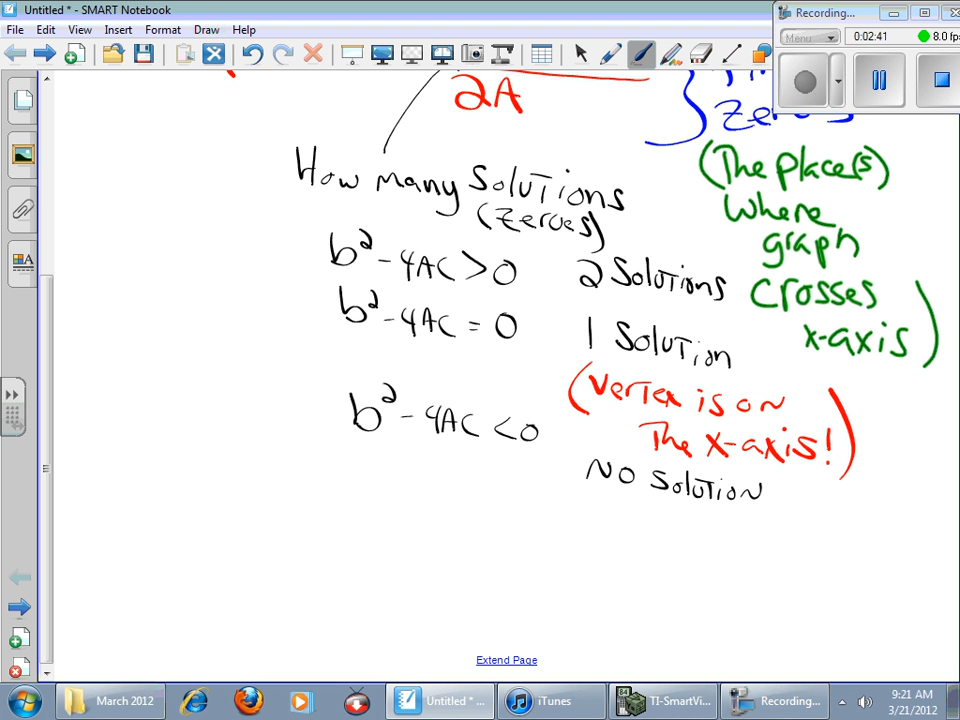 Untitled * - SMART Notebook
File Edit View Insert Format Draw Help
Recording...
Menu
0:02:41
8.0 fps
2A
Zer
How many Solutions
(Zeroes)
b² - 4AC > 0 2 Solutions
b² - 4AC = 0 1 Solution
(Vertex is on
The x-axis!)
b² - 4AC < 0
NO Solution
(The place(s)
where
graph
crosses
x-axis)
Extend Page
March 2012
Untitled * ...
iTunes
TI-SmartVi...
Recording...
9:21 AM
3/21/2012